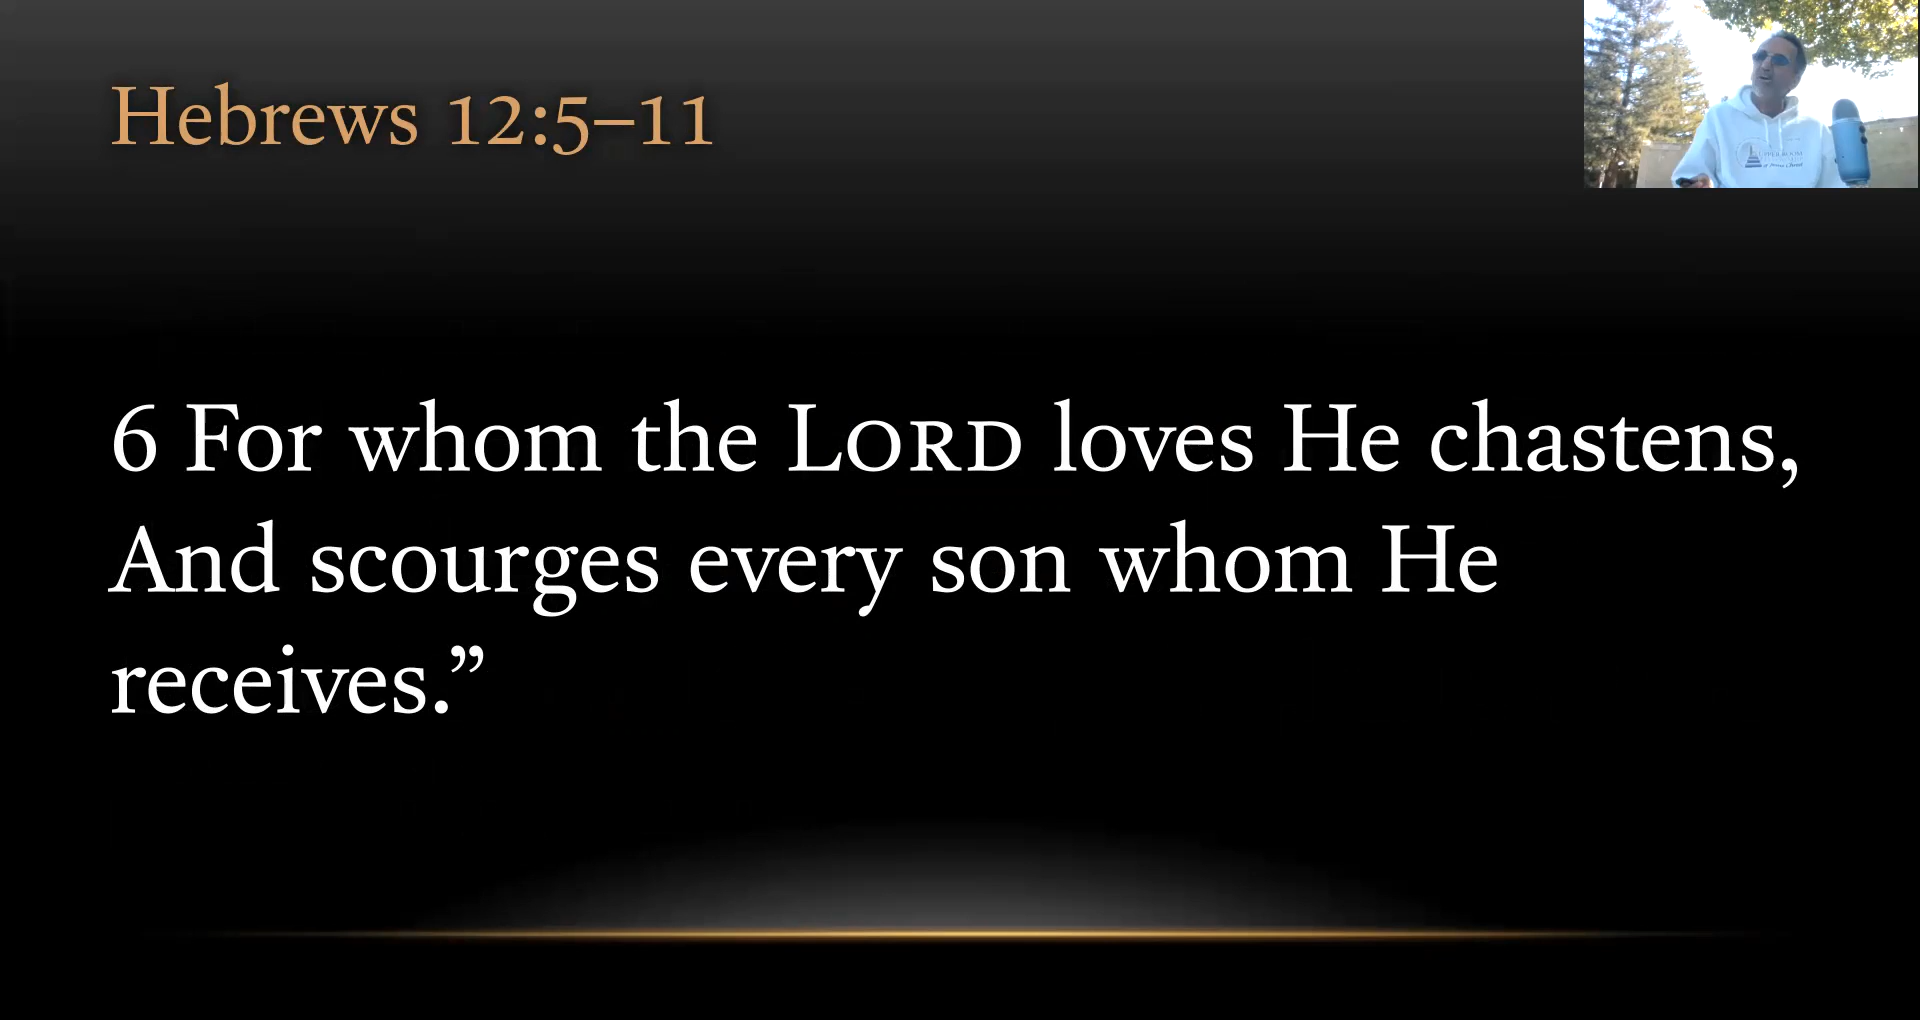 Hebrews 12:5–11
6 For whom the LORD loves He chastens,
And scourges every son whom He
receives.”